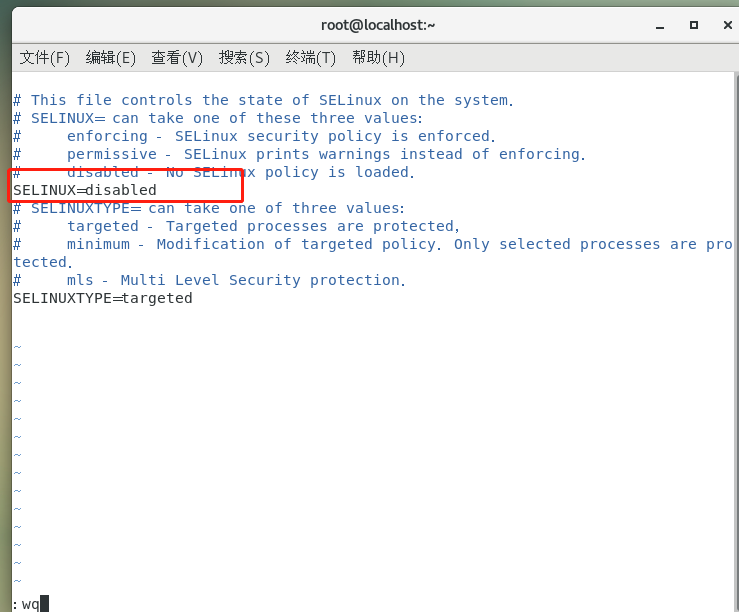 root@localhost:~
文件(F) 编辑(E) 查看(V) 搜索(S) 终端(T) 帮助(H)
# This file controls the state of SELinux on the system.
# SELINUX= can take one of these three values:
#     enforcing - SELinux security policy is enforced.
#     permissive - SELinux prints warnings instead of enforcing.
#     disabled - No SELinux policy is loaded.
SELINUX=disabled
# SELINUXTYPE= can take one of three values:
#     targeted - Targeted processes are protected,
#     minimum - Modification of targeted policy. Only selected processes are pro
tected.
#     mls - Multi Level Security protection.
SELINUXTYPE=targeted
~
~
~
~
~
~
~
~
~
~
~
~
~
~
:wq